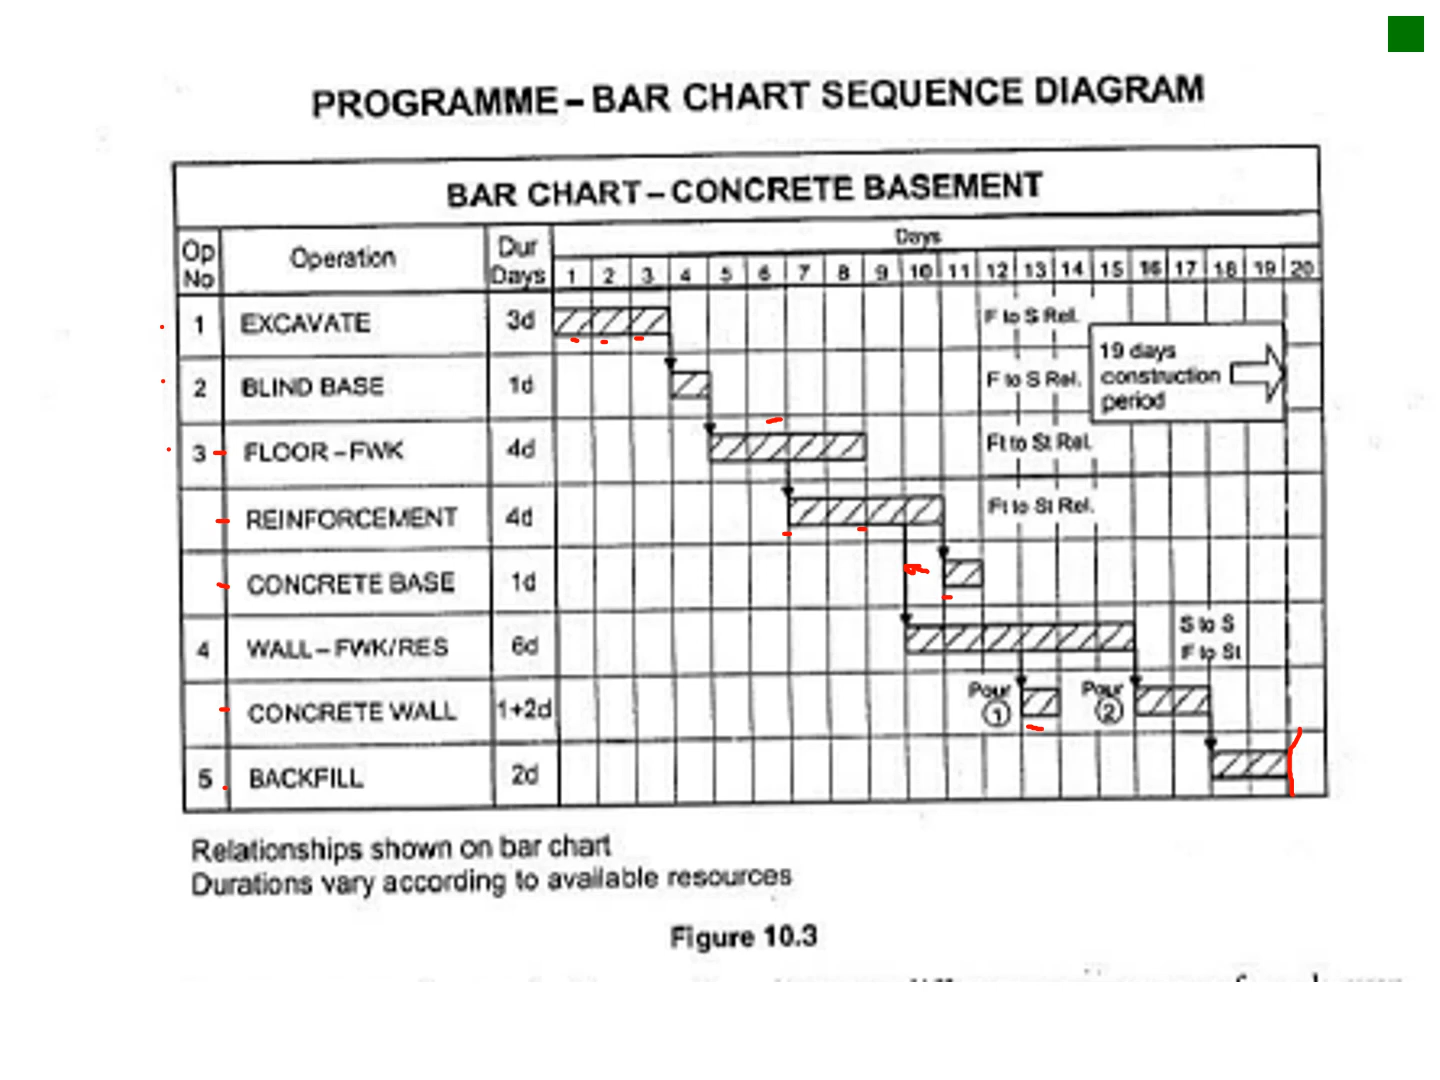 PROGRAMME – BAR CHART SEQUENCE DIAGRAM
BAR CHART – CONCRETE BASEMENT
Op No Operation Dur Days Days
1 2 3 4 5 6 7 8 9 10 11 12 13 14 15 16 17 18 19 20
1 EXCAVATE 3d F to S Rel.
19 days construction period
2 BLIND BASE 1d F to S Rel.
3 FLOOR – FWK 4d Ft to St Rel.
REINFORCEMENT 4d Ft to St Rel.
CONCRETE BASE 1d
4 WALL – FWK/RES 6d S to S
F to St
CONCRETE WALL 1+2d Pour 1 Pour 2
5 BACKFILL 2d
Relationships shown on bar chart
Durations vary according to available resources
Figure 10.3